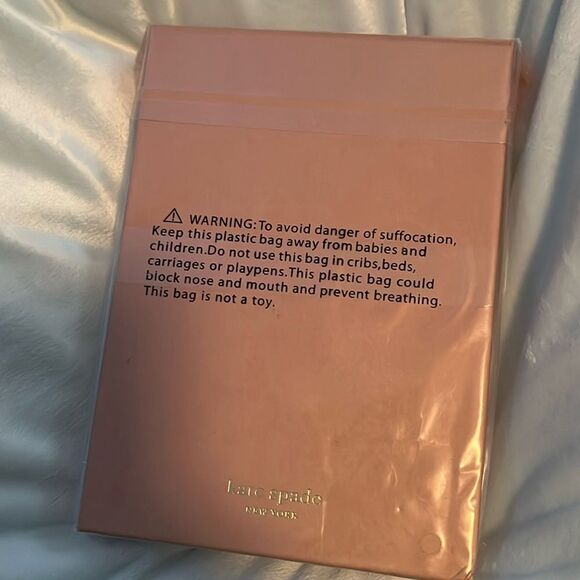 ⚠ WARNING: To avoid danger of suffocation,
Keep this plastic bag away from babies and
children.Do not use this bag in cribs,beds,
carriages or playpens.This plastic bag could
block nose and mouth and prevent breathing.
This bag is not a toy.
kate spade
NEW YORK